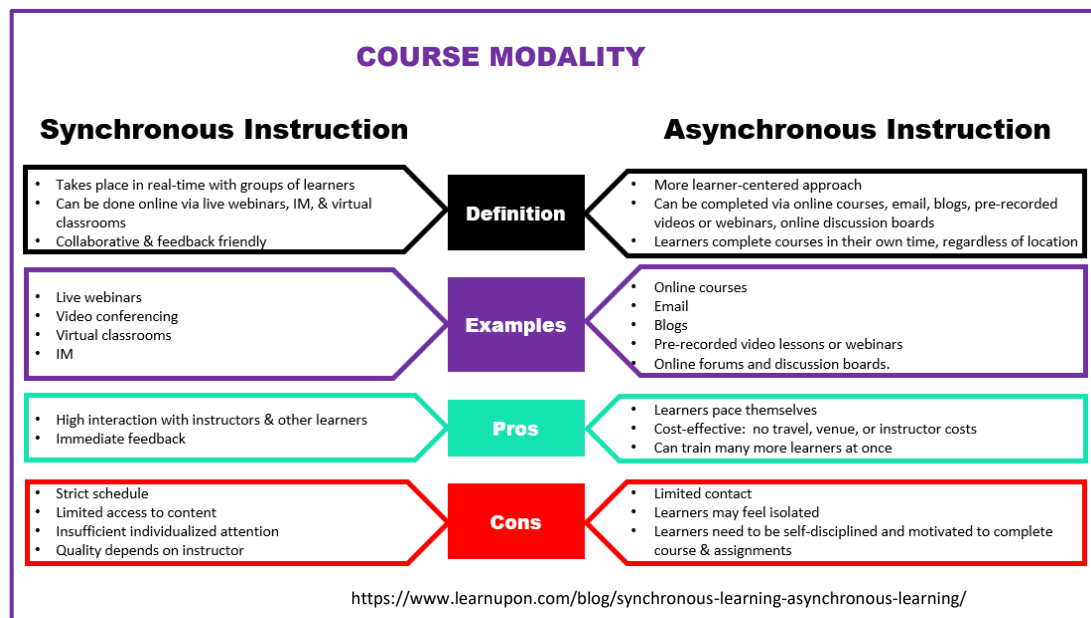 COURSE MODALITY
Synchronous Instruction
Asynchronous Instruction
• Takes place in real-time with groups of learners
• Can be done online via live webinars, IM, & virtual
classrooms
• Collaborative & feedback friendly
Definition
• More learner-centered approach
• Can be completed via online courses, email, blogs, pre-recorded
videos or webinars, online discussion boards
• Learners complete courses in their own time, regardless of location
• Live webinars
• Video conferencing
• Virtual classrooms
• IM
Examples
• Online courses
• Email
• Blogs
• Pre-recorded video lessons or webinars
• Online forums and discussion boards.
• High interaction with instructors & other learners
• Immediate feedback
Pros
• Learners pace themselves
• Cost-effective: no travel, venue, or instructor costs
• Can train many more learners at once
• Strict schedule
• Limited access to content
• Insufficient individualized attention
• Quality depends on instructor
Cons
• Limited contact
• Learners may feel isolated
• Learners need to be self-disciplined and motivated to complete
course & assignments
https://www.learnupon.com/blog/synchronous-learning-asynchronous-learning/